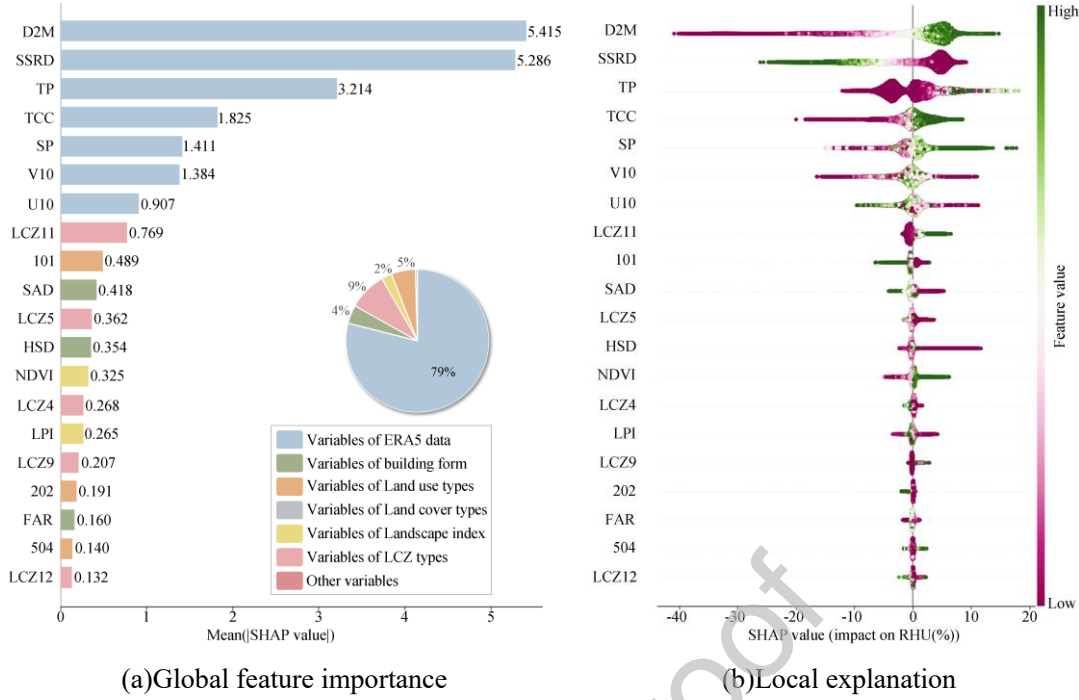 D2M
5.415
SSRD
5.286
TP
3.214
TCC
1.825
SP
1.411
V10
1.384
U10
0.907
LCZ11
0.769
101
0.489
SAD
0.418
LCZ5
0.362
HSD
0.354
NDVI
0.325
LCZ4
0.268
LPI
0.265
LCZ9
0.207
202
0.191
FAR
0.160
504
0.140
LCZ12
0.132
0 1 2 3 4 5
Mean(|SHAP value|)
4%
9%
2%
5%
79%
Variables of ERA5 data
Variables of building form
Variables of Land use types
Variables of Land cover types
Variables of Landscape index
Variables of LCZ types
Other variables
(a)Global feature importance
D2M
SSRD
TP
TCC
SP
V10
U10
LCZ11
101
SAD
LCZ5
HSD
NDVI
LCZ4
LPI
LCZ9
202
FAR
504
LCZ12
-40 -30 -20 -10 0 10 20
SHAP value (impact on RHU(%))
High
Feature value
Low
(b)Local explanation
oof